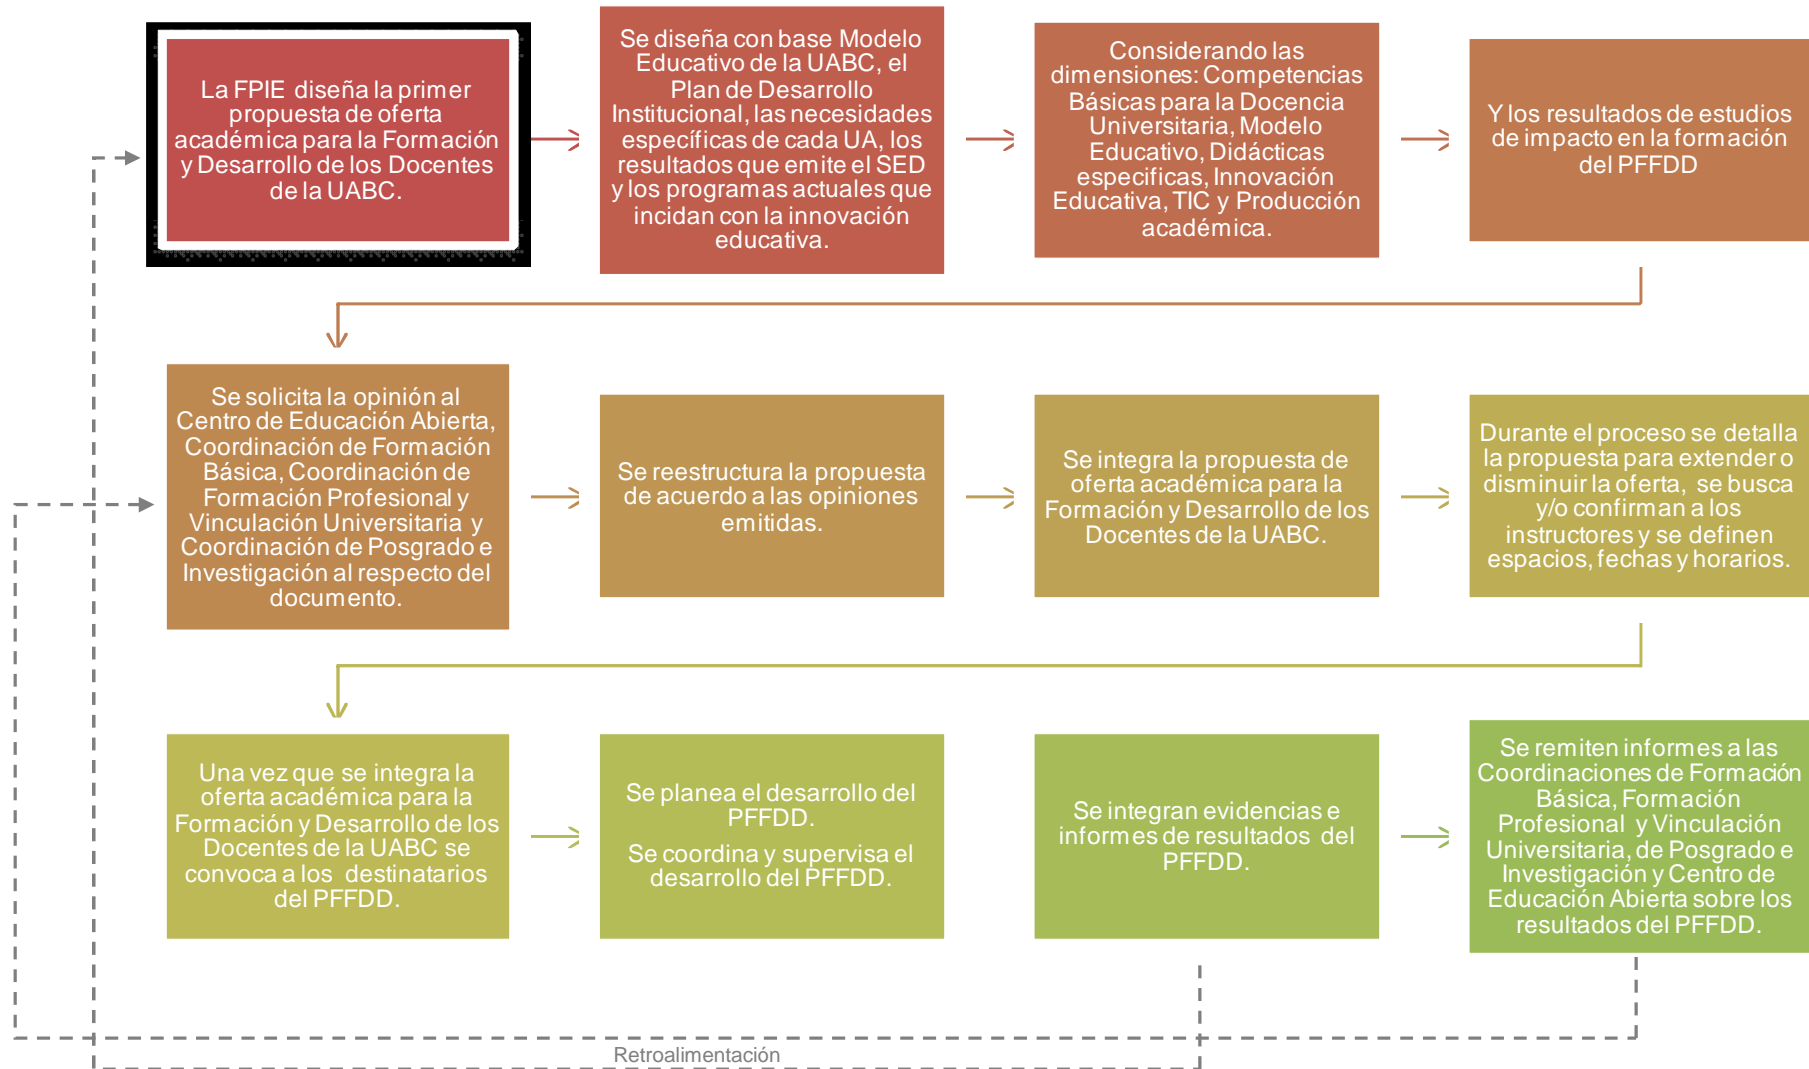 La FPIE diseña la primer
propuesta de oferta
académica para la Formación
y Desarrollo de los Docentes
de la UABC.
Se diseña con base Modelo
Educativo de la UABC, el
Plan de Desarrollo
Institucional, las necesidades
específicas de cada UA, los
resultados que emite el SED
y los programas actuales que
incidan con la innovación
educativa.
Considerando las
dimensiones: Competencias
Básicas para la Docencia
Universitaria, Modelo
Educativo, Didácticas
especificas, Innovación
Educativa, TIC y Producción
académica.
Y los resultados de estudios
de impacto en la formación
del PFFDD
Se solicita la opinión al
Centro de Educación Abierta,
Coordinación de Formación
Básica, Coordinación de
Formación Profesional y
Vinculación Universitaria y
Coordinación de Posgrado e
Investigación al respecto del
documento.
Se reestructura la propuesta
de acuerdo a las opiniones
emitidas.
Se integra la propuesta de
oferta académica para la
Formación y Desarrollo de los
Docentes de la UABC.
Durante el proceso se detalla
la propuesta para extender o
disminuir la oferta, se busca
y/o confirman a los
instructores y se definen
espacios, fechas y horarios.
Una vez que se integra la
oferta académica para la
Formación y Desarrollo de los
Docentes de la UABC se
convoca a los destinatarios
del PFFDD.
Se planea el desarrollo del
PFFDD.
Se coordina y supervisa el
desarrollo del PFFDD.
Se integran evidencias e
informes de resultados del
PFFDD.
Se remiten informes a las
Coordinaciones de Formación
Básica, Formación
Profesional y Vinculación
Universitaria, de Posgrado e
Investigación y Centro de
Educación Abierta sobre los
resultados del PFFDD.
Retroalimentación